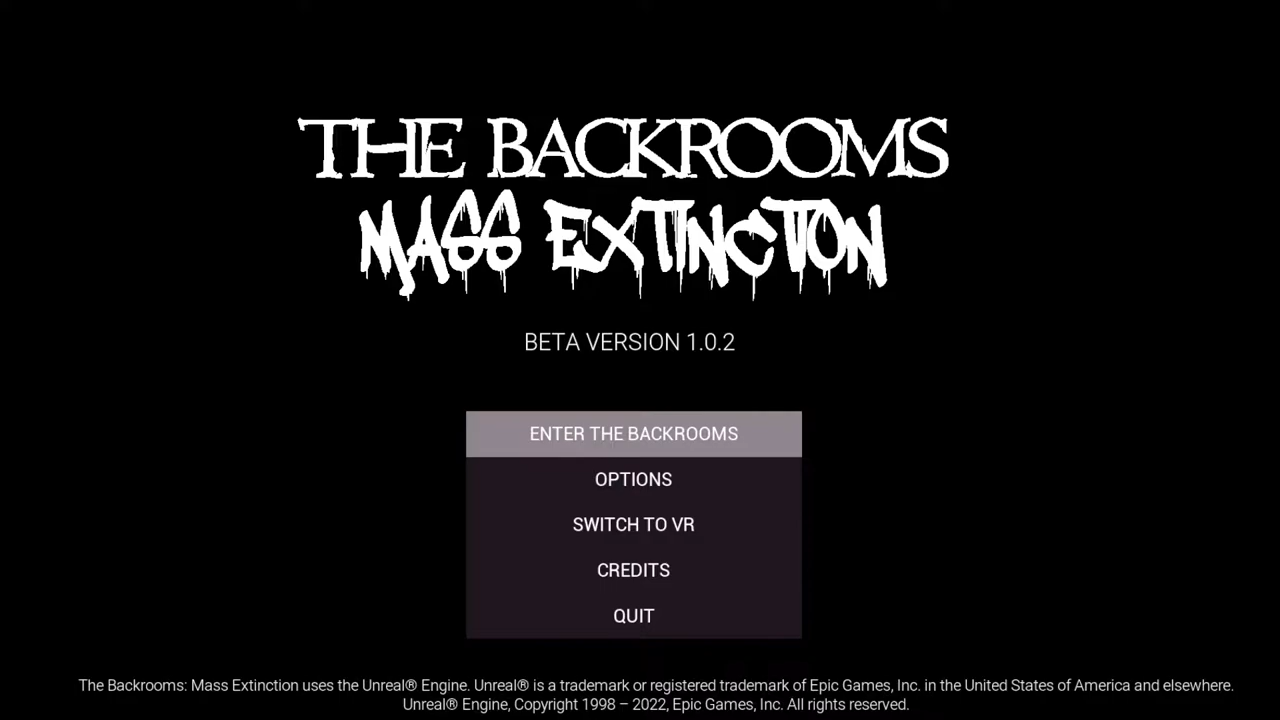 THE BACKROOMS
MASS EXTINCTION
BETA VERSION 1.0.2
ENTER THE BACKROOMS
OPTIONS
SWITCH TO VR
CREDITS
QUIT
The Backrooms: Mass Extinction uses the Unreal® Engine. Unreal® is a trademark or registered trademark of Epic Games, Inc. in the United States of America and elsewhere.
Unreal® Engine, Copyright 1998 – 2022, Epic Games, Inc. All rights reserved.